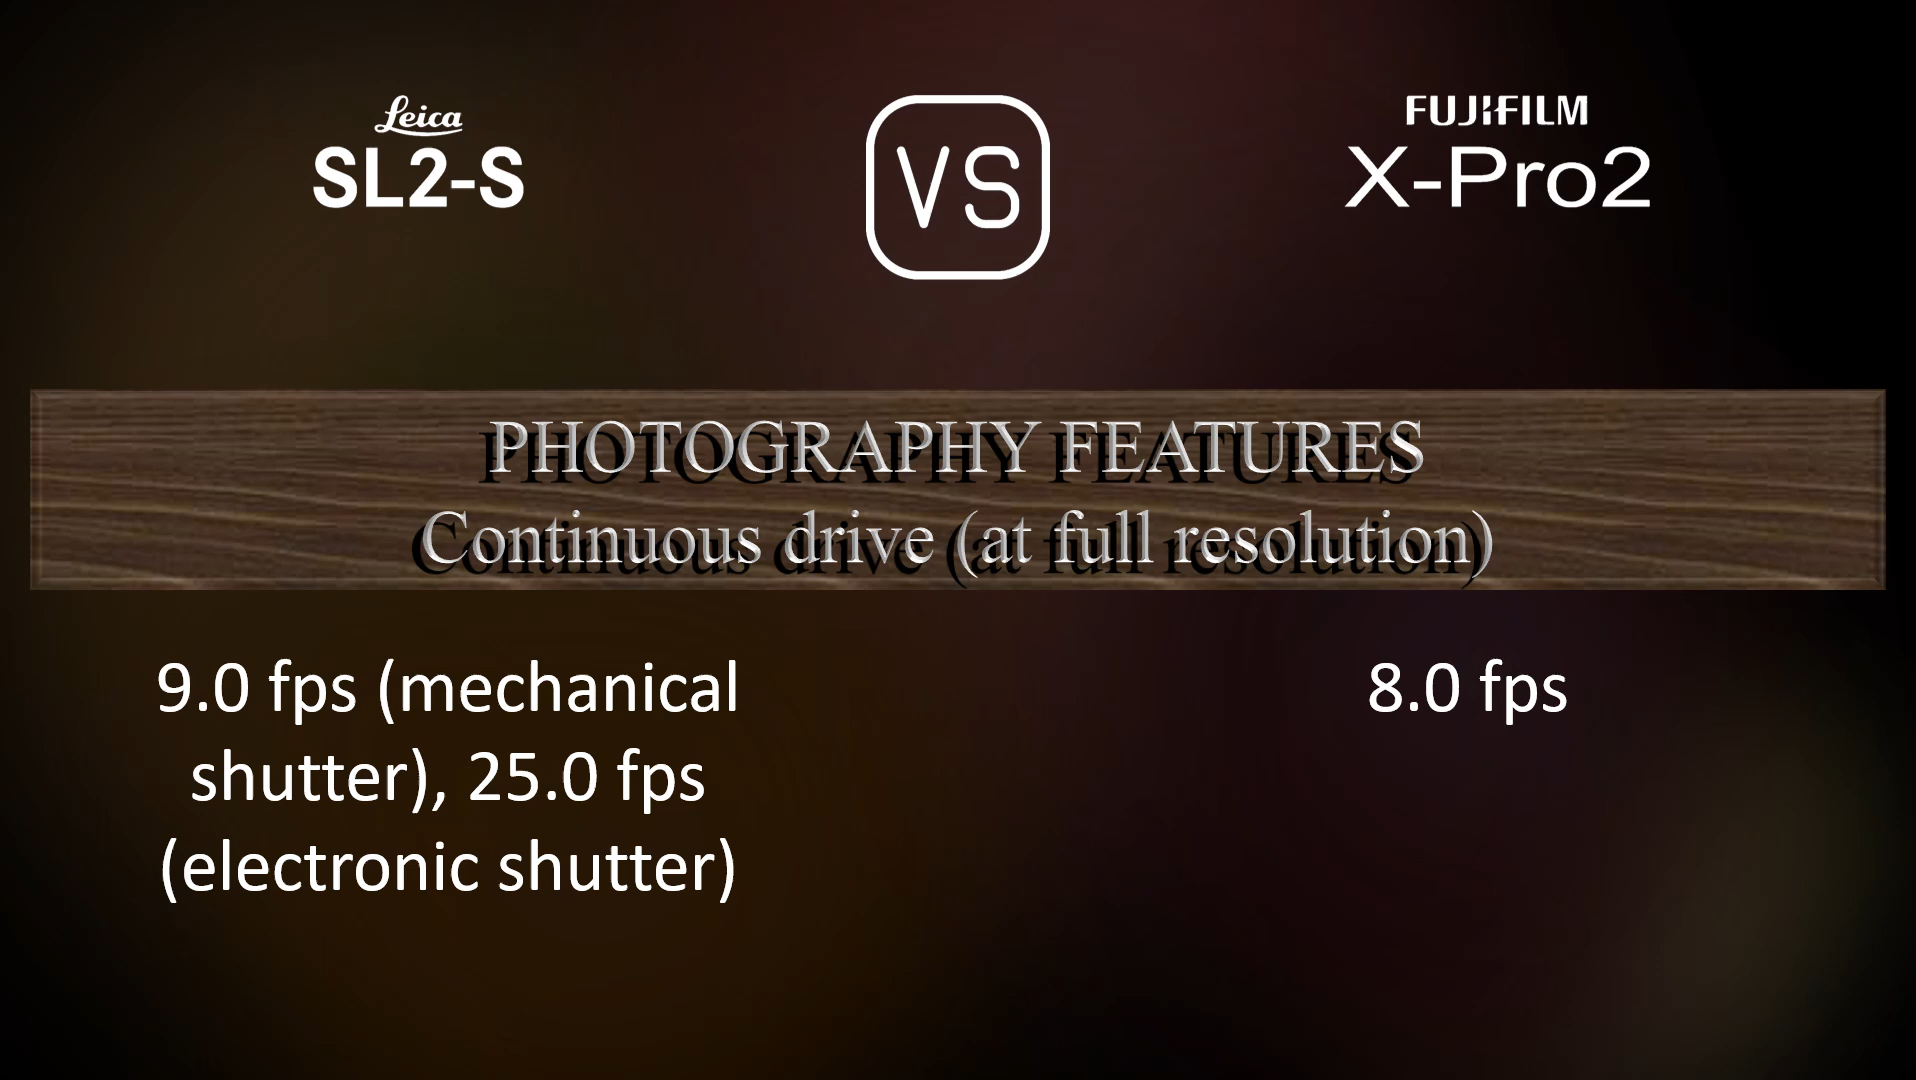 Leica
SL2-S
VS
FUJIFILM
X-Pro2
PHOTOGRAPHY FEATURES
Continuous drive (at full resolution)
9.0 fps (mechanical
shutter), 25.0 fps
(electronic shutter)
8.0 fps